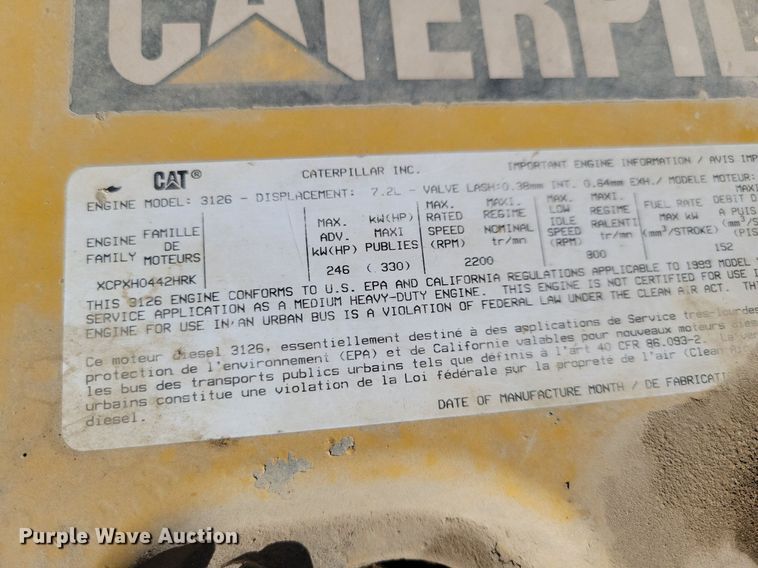 CATERPIL
CAT®
CATERPILLAR INC.
IMPORTANT ENGINE INFORMATION / AVIS IMP
ENGINE MODEL: 3126 - DISPLACEMENT: 7.2L - VALVE LASH:0.38mm INT. 0.64mm EXH./ MODELE MOTEUR:
ENGINE FAMILLE
DE
FAMILY MOTEURS
XCPXH0442HRK
MAX. kW(HP)
ADV. MAXI
kW(HP) PUBLIES
246 ( 330)
MAX. MAXI.
RATED REGIME
SPEED NOMINAL
(RPM) tr/mn
2200
MAX. MAXI.
LOW REGIME
IDLE RALENTI
SPEED tr/mn
(RPM)
800
MAXI
FUEL RATE DEBIT D
MAX kW A PUIS
(mm³/STROKE) (mm³/
(PIS
152
THIS 3126 ENGINE CONFORMS TO U.S. EPA AND CALIFORNIA REGULATIONS APPLICABLE TO 1999 MODEL
SERVICE APPLICATION AS A MEDIUM HEAVY-DUTY ENGINE. THIS ENGINE IS NOT CERTIFIED FOR USE I
ENGINE FOR USE IN AN URBAN BUS IS A VIOLATION OF FEDERAL LAW UNDER THE CLEAN AIR ACT. THI
Ce moteur diesel 3126, essentiellement destiné à des applications de Service tres-lourdes
protection de l'environnement (EPA) et de Californie valables pour nouveaux moteurs dies
les bus des transports publics urbains tels que définis à l'art 40 CFR 86.093-2. La ver
urbains constitue une violation de la Loi fédérale sur la propreté de l'air (Clean
diesel.
DATE OF MANUFACTURE MONTH / DE FABRICATI
Purple Wave Auction